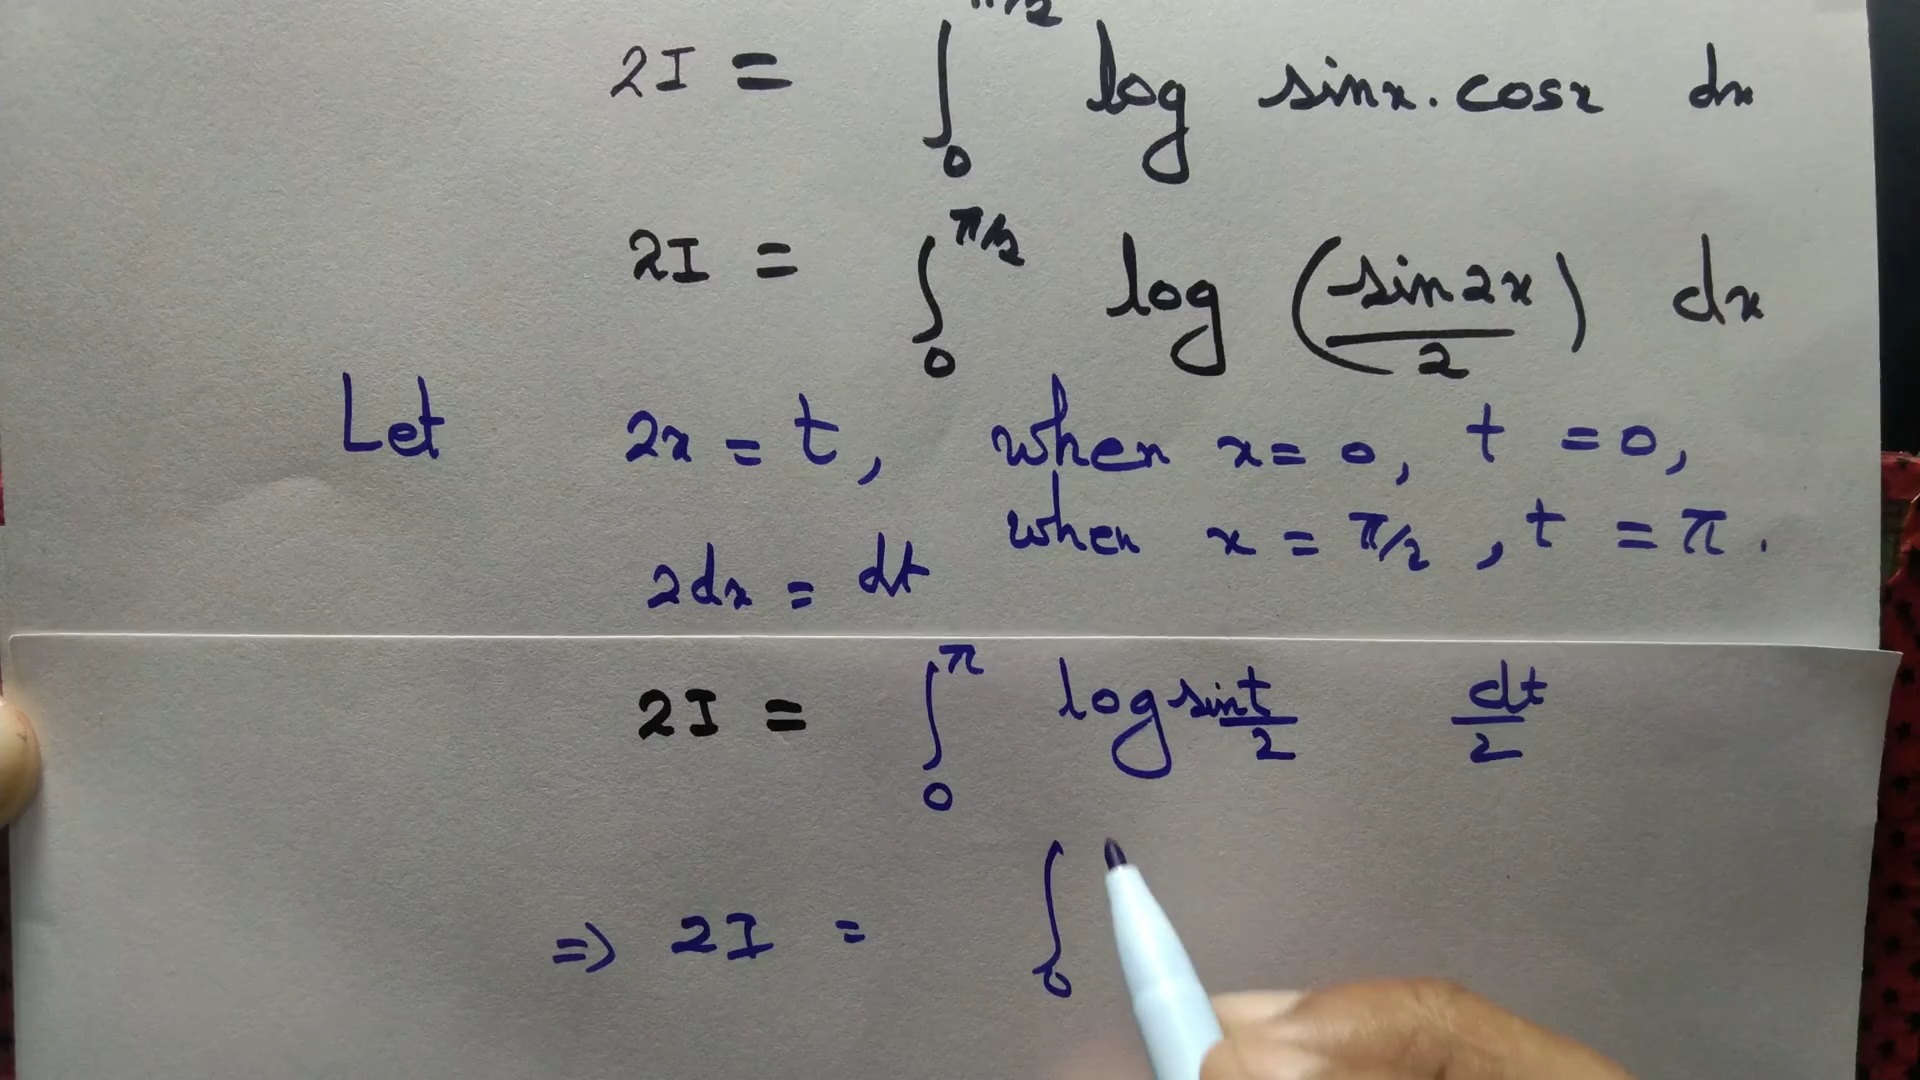 2I = ∫₀^π/2 log sinx.cosx dx
2I = ∫₀^π/2 log (sin2x/2) dx
Let 2x = t, when x = 0, t = 0,
when x = π/2, t = π.
2dx = dt
2I = ∫₀^π log sint/2 dt/2
=> 2I = ∫₀